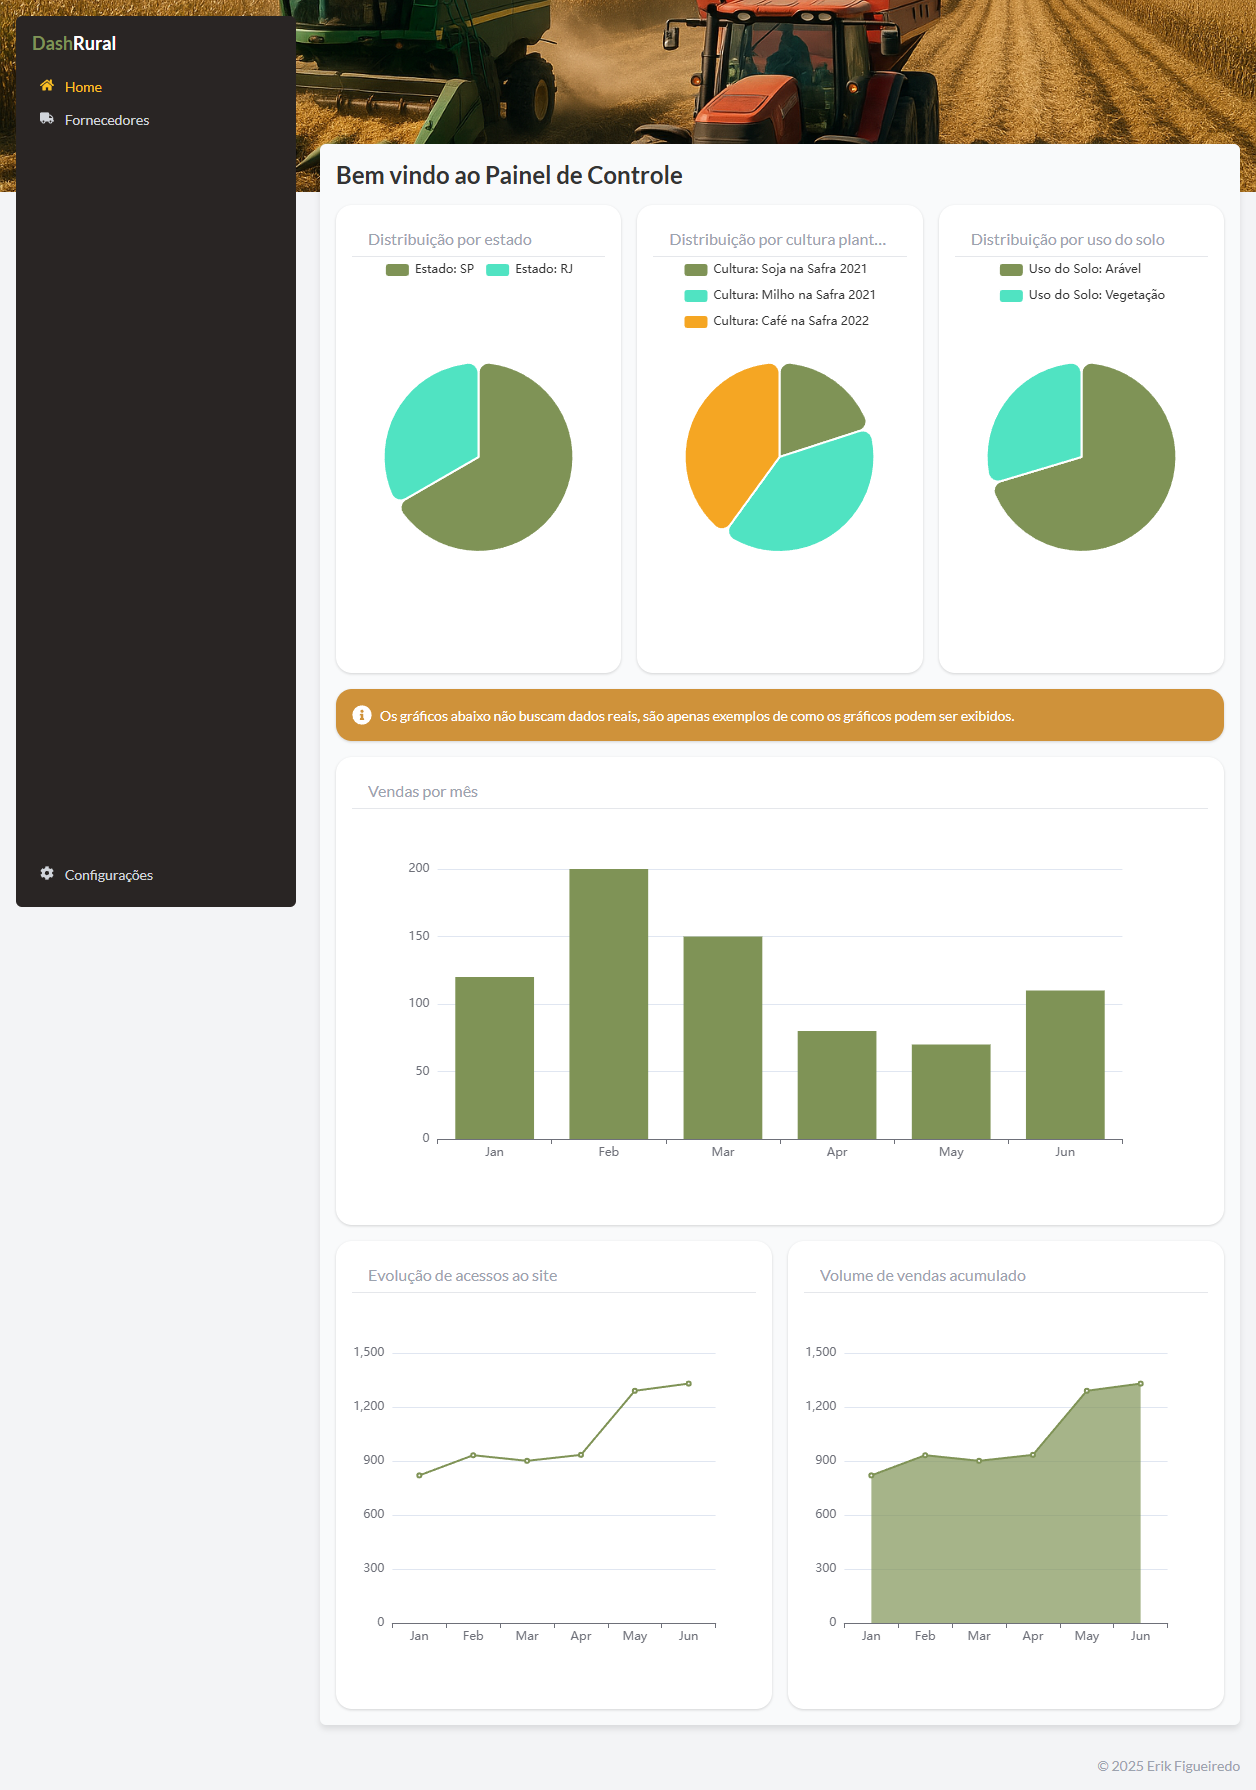 DashRural
Home
Fornecedores
Configurações
Bem vindo ao Painel de Controle
Distribuição por estado
Estado: SP Estado: RJ
Distribuição por cultura plant...
Cultura: Soja na Safra 2021
Cultura: Milho na Safra 2021
Cultura: Café na Safra 2022
Distribuição por uso do solo
Uso do Solo: Arável
Uso do Solo: Vegetação
Os gráficos abaixo não buscam dados reais, são apenas exemplos de como os gráficos podem ser exibidos.
Vendas por mês
200
150
100
50
0
Jan Feb Mar Apr May Jun
Evolução de acessos ao site
1,500
1,200
900
600
300
0
Jan Feb Mar Apr May Jun
Volume de vendas acumulado
1,500
1,200
900
600
300
0
Jan Feb Mar Apr May Jun
© 2025 Erik Figueiredo